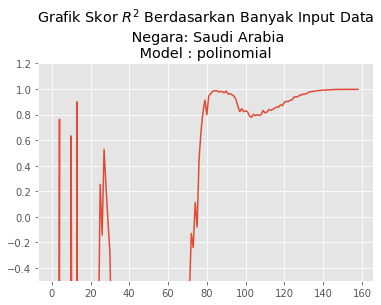 Grafik Skor R² Berdasarkan Banyak Input Data
Negara: Saudi Arabia
Model : polinomial
1.2
1.0
0.8
0.6
0.4
0.2
0.0
−0.2
−0.4
0 20 40 60 80 100 120 140 160